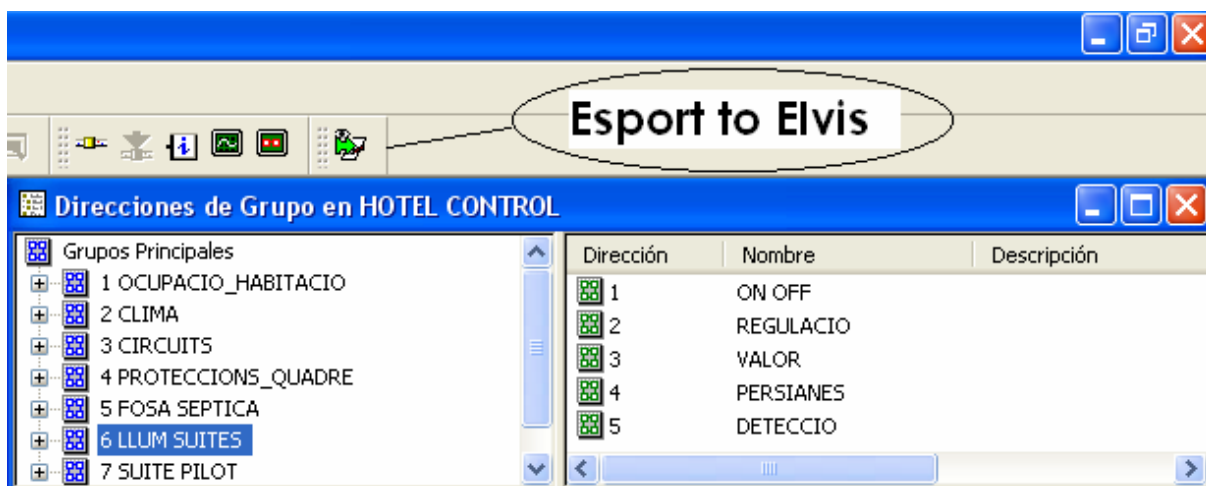 Esport to Elvis
Direcciones de Grupo en HOTEL CONTROL
Grupos Principales
1 OCUPACIO_HABITACIO
2 CLIMA
3 CIRCUITS
4 PROTECCIONS_QUADRE
5 FOSA SEPTICA
6 LLUM SUITES
7 SUITE PILOT
Dirección Nombre Descripción
1 ON OFF
2 REGULACIO
3 VALOR
4 PERSIANES
5 DETECCIO